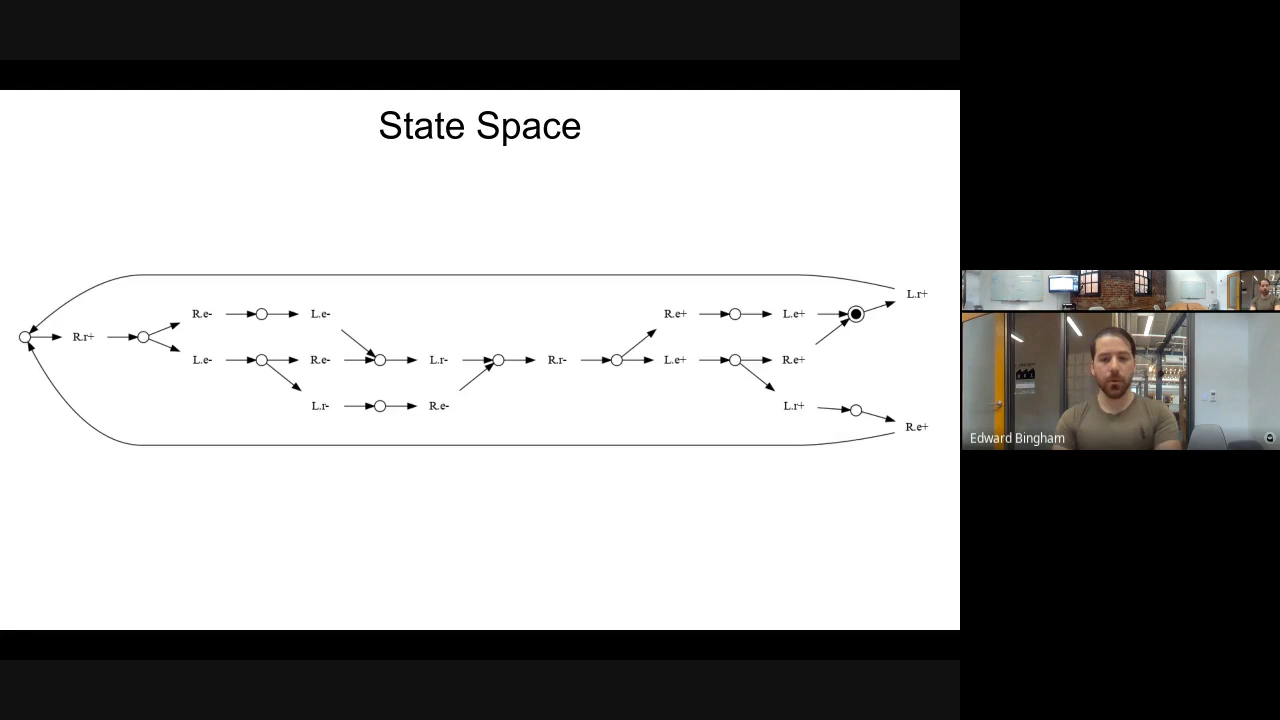 State Space
L.r+
R.e- L.e- R.e+ L.e+
R.r+
L.e- R.e- L.r- R.r- L.e+ R.e+
L.r- R.e- L.r+
R.e+
Edward Bingham